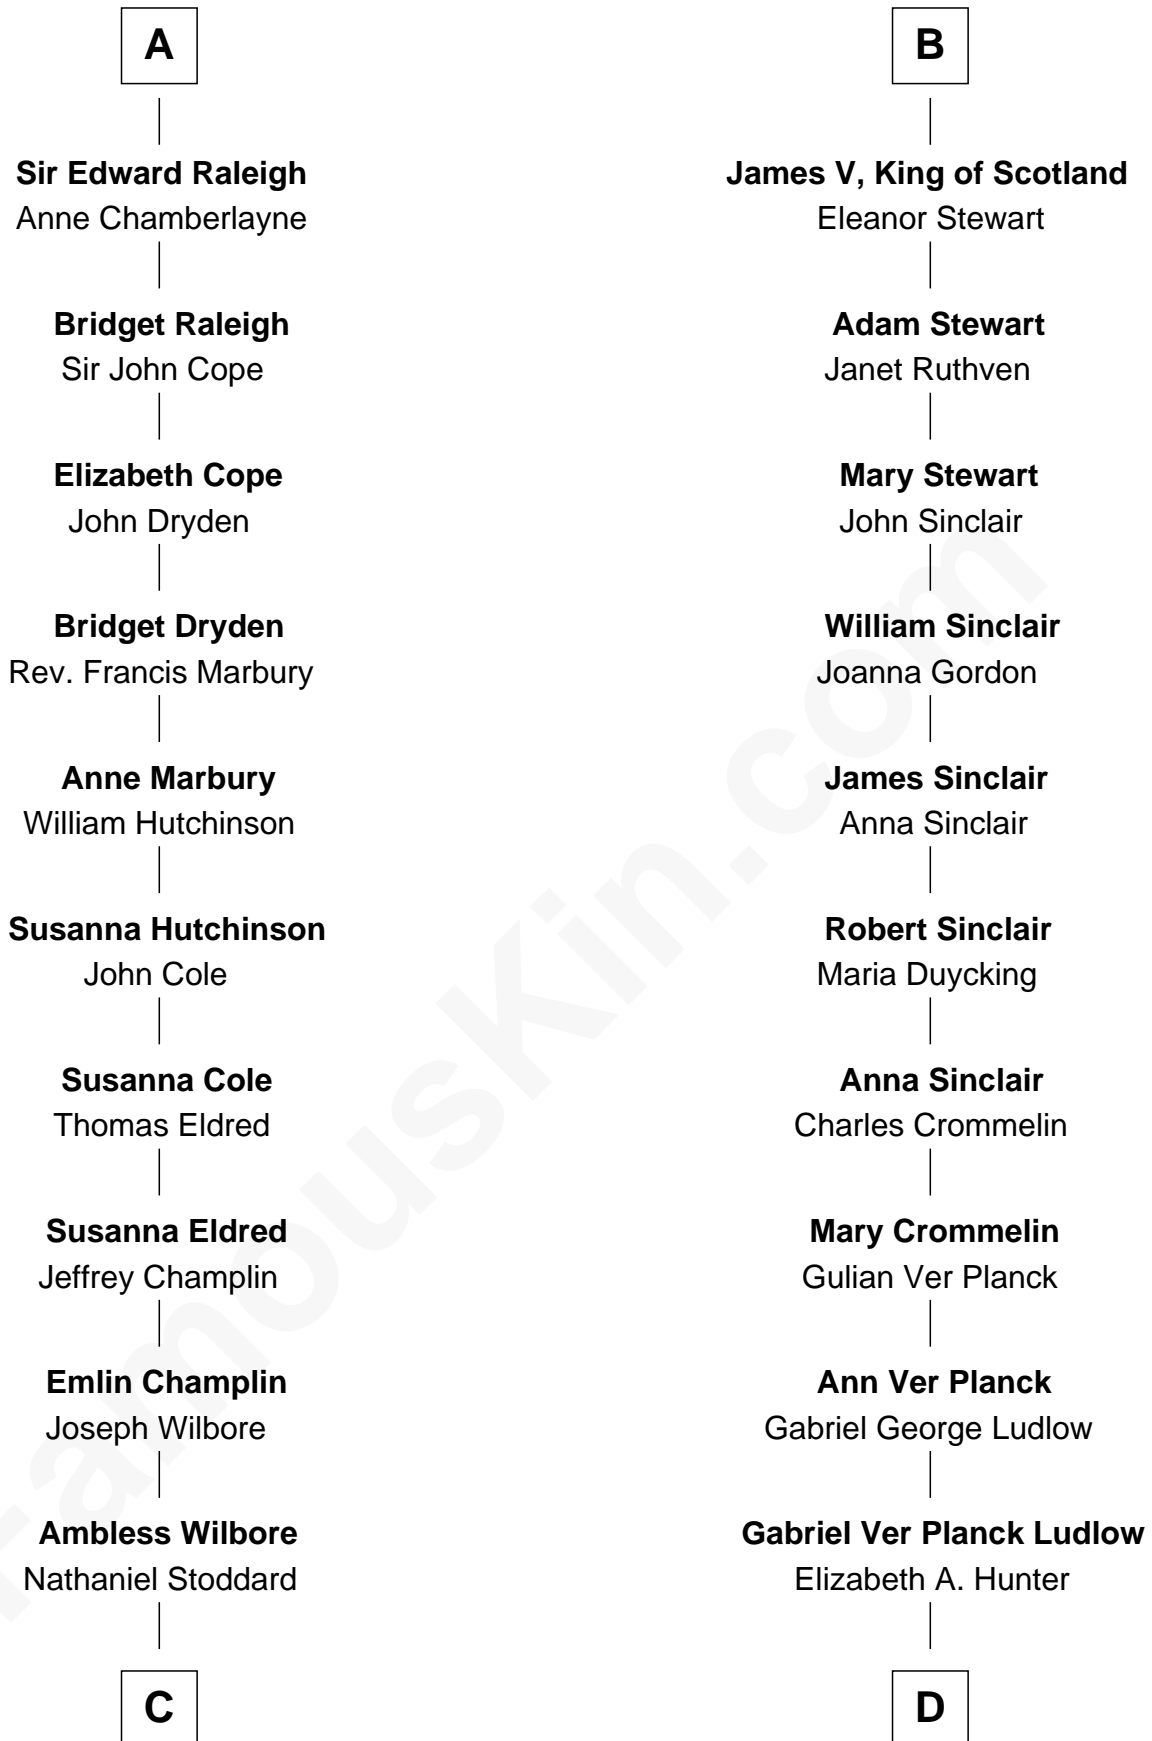 A
Sir Edward Raleigh
Anne Chamberlayne
Bridget Raleigh
Sir John Cope
Elizabeth Cope
John Dryden
Bridget Dryden
Rev. Francis Marbury
Anne Marbury
William Hutchinson
Susanna Hutchinson
John Cole
Susanna Cole
Thomas Eldred
Susanna Eldred
Jeffrey Champlin
Emlin Champlin
Joseph Wilbore
Ambless Wilbore
Nathaniel Stoddard
C
B
James V, King of Scotland
Eleanor Stewart
Adam Stewart
Janet Ruthven
Mary Stewart
John Sinclair
William Sinclair
Joanna Gordon
James Sinclair
Anna Sinclair
Robert Sinclair
Maria Duycking
Anna Sinclair
Charles Crommelin
Mary Crommelin
Gulian Ver Planck
Ann Ver Planck
Gabriel George Ludlow
Gabriel Ver Planck Ludlow
Elizabeth A. Hunter
D
FamousKin.com